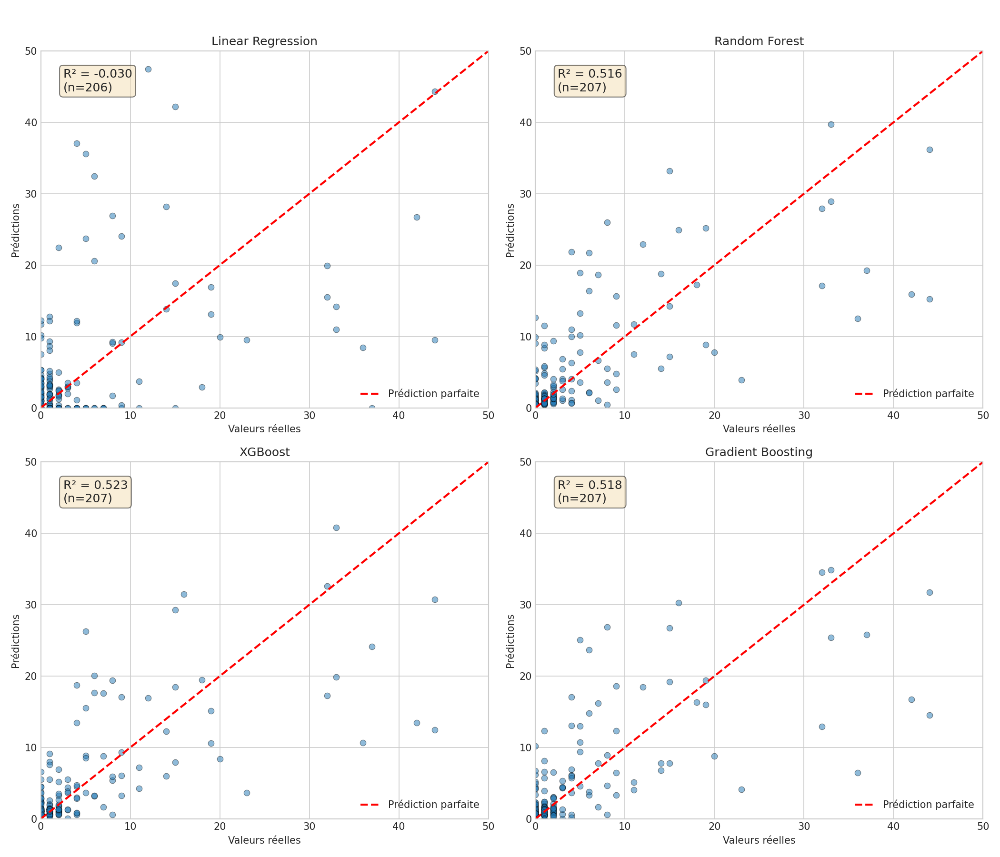 Linear Regression
R² = -0.030
(n=206)
50
40
30
20
10
0
Prédictions
Prédiction parfaite
0 10 20 30 40 50
Valeurs réelles
Random Forest
R² = 0.516
(n=207)
50
40
30
20
10
0
Prédictions
Prédiction parfaite
0 10 20 30 40 50
Valeurs réelles
XGBoost
R² = 0.523
(n=207)
50
40
30
20
10
0
Prédictions
Prédiction parfaite
0 10 20 30 40 50
Valeurs réelles
Gradient Boosting
R² = 0.518
(n=207)
50
40
30
20
10
0
Prédictions
Prédiction parfaite
0 10 20 30 40 50
Valeurs réelles